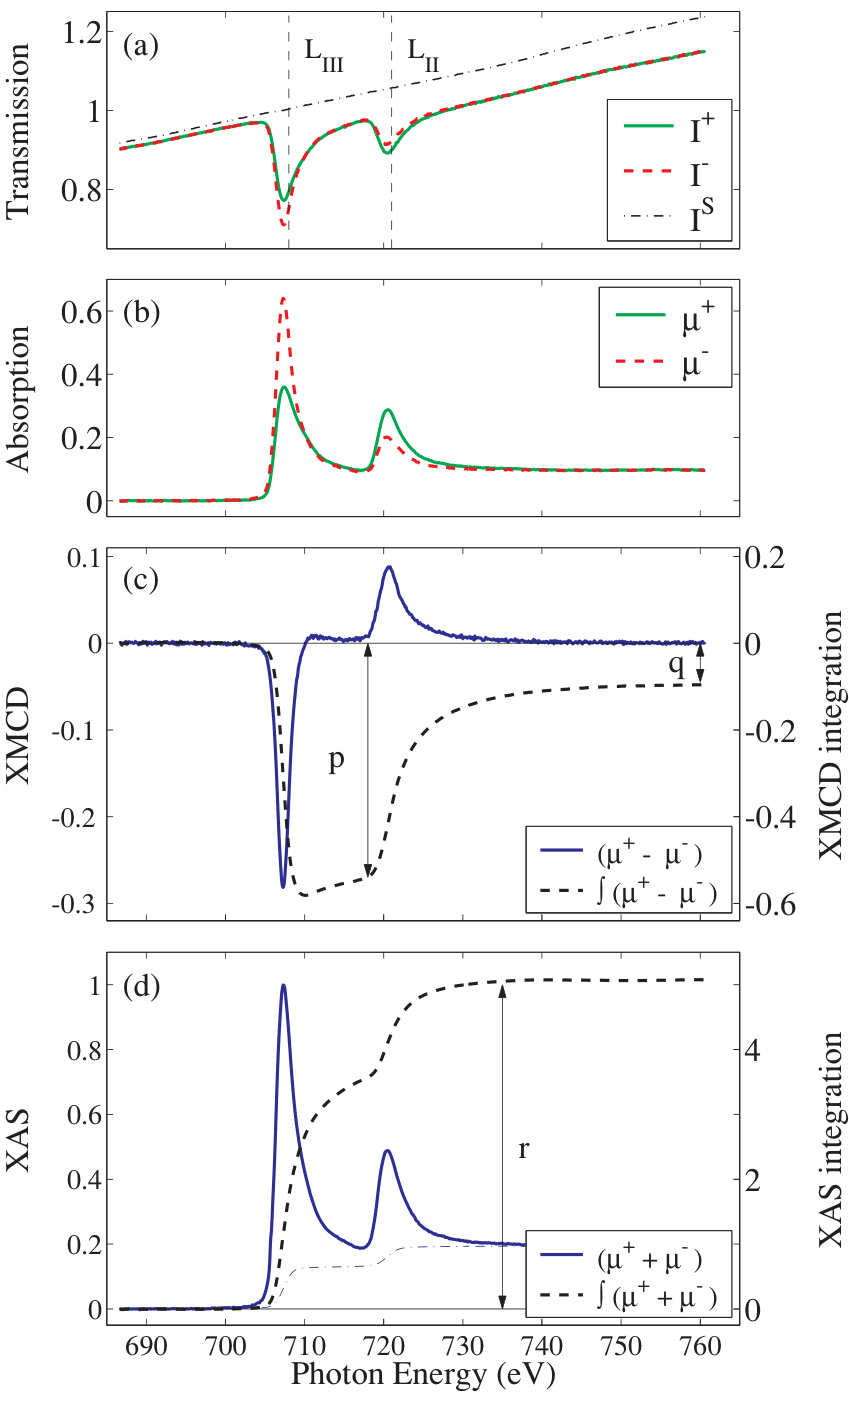 (a)
L_III
L_II
Transmission
1.2
1
0.8
I^+
I^-
I^S
(b)
Absorption
0.6
0.4
0.2
0
μ^+
μ^-
(c)
XMCD
0.1
0
-0.1
-0.2
-0.3
p
q
0.2
0
-0.2
-0.4
-0.6
XMCD integration
(μ^+ - μ^-)
∫ (μ^+ - μ^-)
(d)
XAS
1
0.8
0.6
0.4
0.2
0
r
4
2
0
XAS integration
(μ^+ + μ^-)
∫ (μ^+ + μ^-)
690 700 710 720 730 740 750 760
Photon Energy (eV)